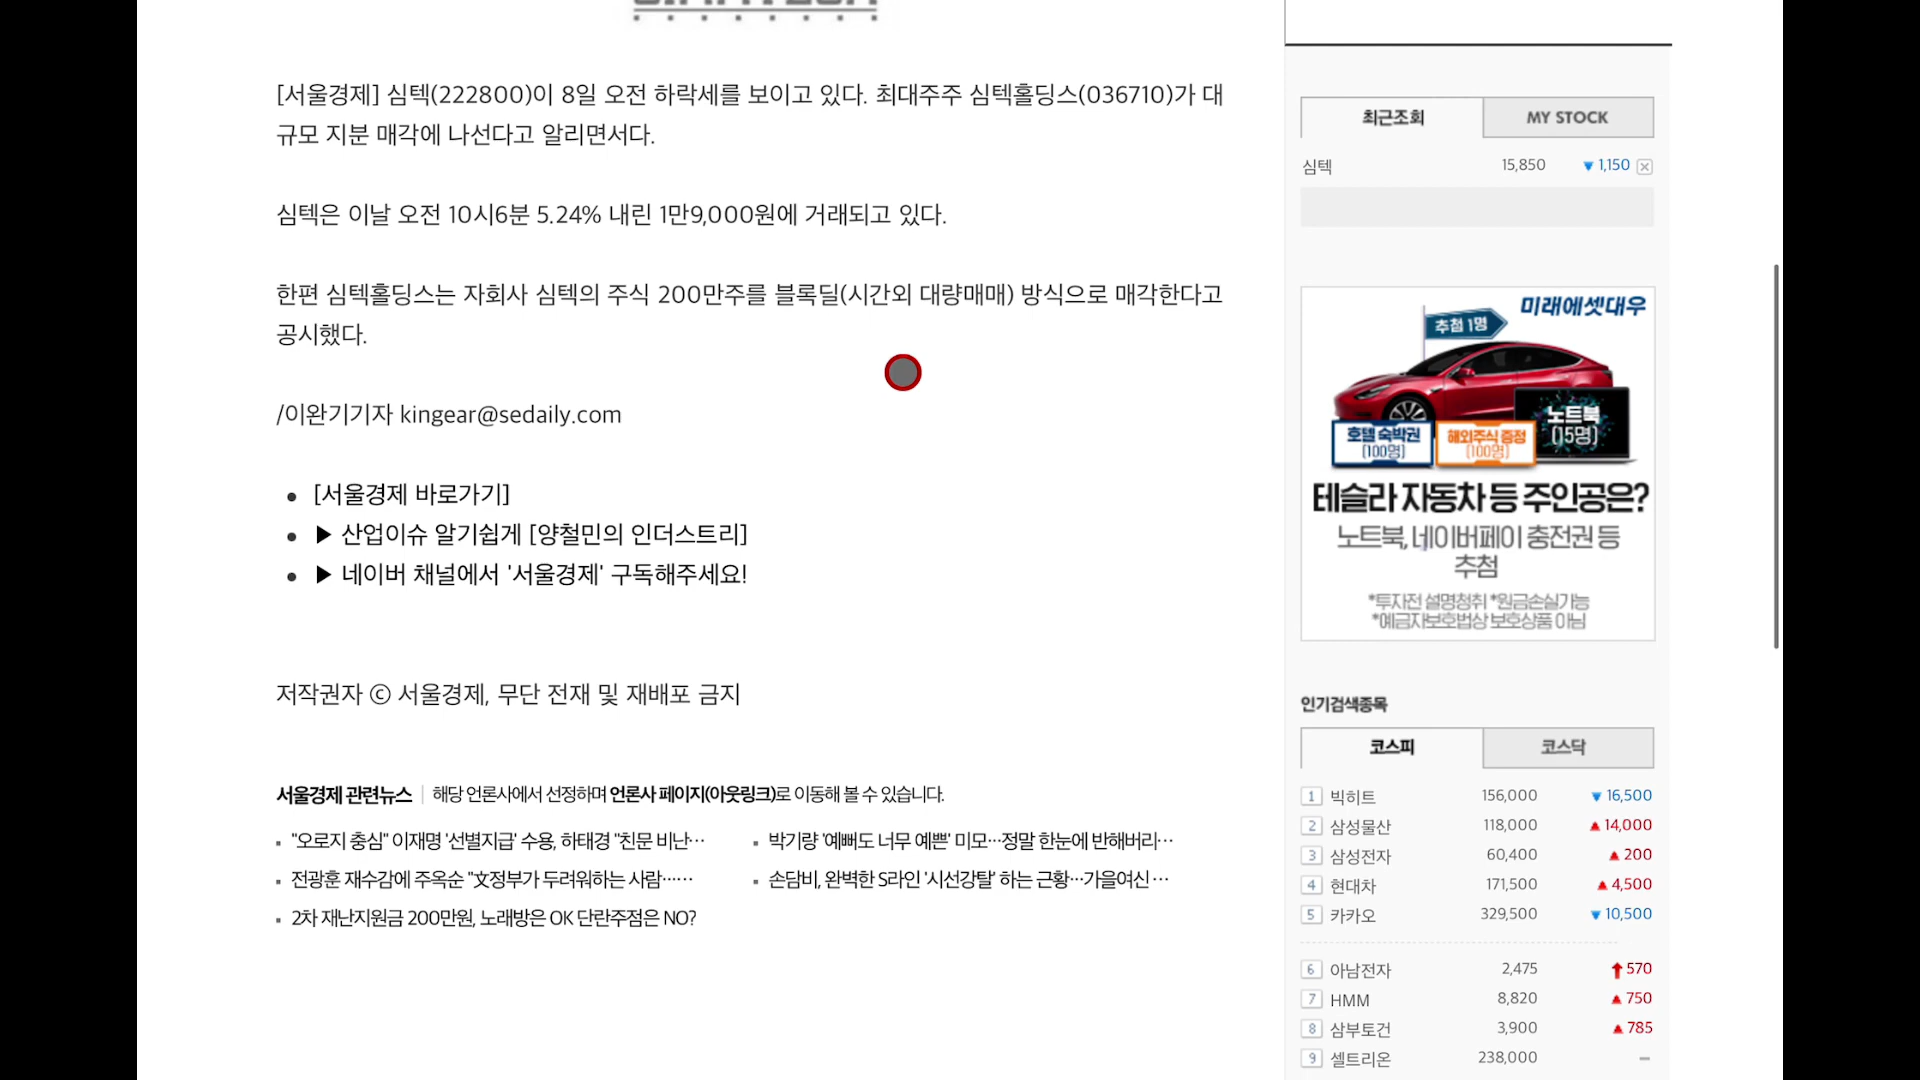 [서울경제] 심텍(222800)이 8일 오전 하락세를 보이고 있다. 최대주주 심텍홀딩스(036710)가 대
규모 지분 매각에 나선다고 알리면서다.
심텍은 이날 오전 10시6분 5.24% 내린 1만9,000원에 거래되고 있다.
한편 심텍홀딩스는 자회사 심텍의 주식 200만주를 블록딜(시간외 대량매매) 방식으로 매각한다고
공시했다.
/이완기기자 kingear@sedaily.com
[서울경제 바로가기]
▶ 산업이슈 알기쉽게 [양철민의 인더스트리]
▶ 네이버 채널에서 '서울경제' 구독해주세요!
저작권자 ⓒ 서울경제, 무단 전재 및 재배포 금지
서울경제 관련뉴스 | 해당 언론사에서 선정하며 언론사 페이지(아웃링크)로 이동해 볼 수 있습니다.
"오로지 충심" 이재명 '선별지급' 수용, 하태경 "친문 비난…
전광훈 재수감에 주옥순 "文정부가 두려워하는 사람……
2차 재난지원금 200만원, 노래방은 OK 단란주점은 NO?
박기량 '예뻐도 너무 예쁜' 미모…정말 한눈에 반해버리…
손담비, 완벽한 S라인 '시선강탈' 하는 근황…가을여신…
최근조회 MY STOCK
심텍 15,850 ▼ 1,150
미래에셋대우
추첨 1명
노트북
(15명)
호텔 숙박권
(100명)
해외주식 증정
(100명)
테슬라 자동차 등 주인공은?
노트북, 네이버페이 충전권 등
추첨
*투자전 설명청취 *원금손실가능
*예금자보호법상 보호상품 아님
인기검색종목
코스피 코스닥
1 빅히트 156,000 ▼ 16,500
2 삼성물산 118,000 ▲ 14,000
3 삼성전자 60,400 ▲ 200
4 현대차 171,500 ▲ 4,500
5 카카오 329,500 ▼ 10,500
6 아남전자 2,475 ↑ 570
7 HMM 8,820 ▲ 750
8 삼부토건 3,900 ▲ 785
9 셀트리온 238,000 –